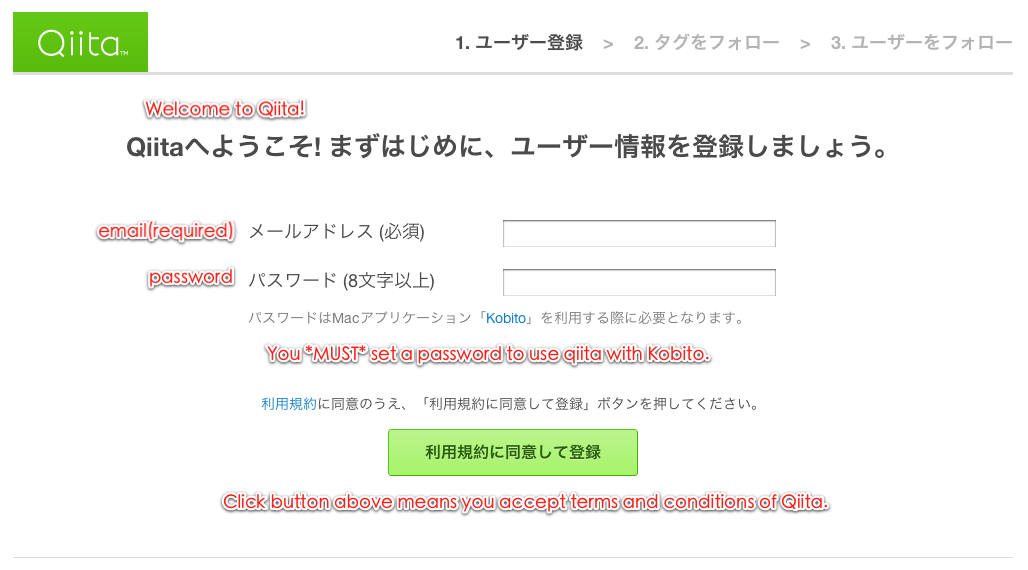 Qiita™
1. ユーザー登録 > 2. タグをフォロー > 3. ユーザーをフォロー
Welcome to Qiita!
Qiitaへようこそ! まずはじめに、ユーザー情報を登録しましょう。
email(required) メールアドレス (必須)
password パスワード (8文字以上)
パスワードはMacアプリケーション「Kobito」を利用する際に必要となります。
You *MUST* set a password to use qiita with Kobito.
利用規約に同意のうえ、「利用規約に同意して登録」ボタンを押してください。
利用規約に同意して登録
Click button above means you accept terms and conditions of Qiita.